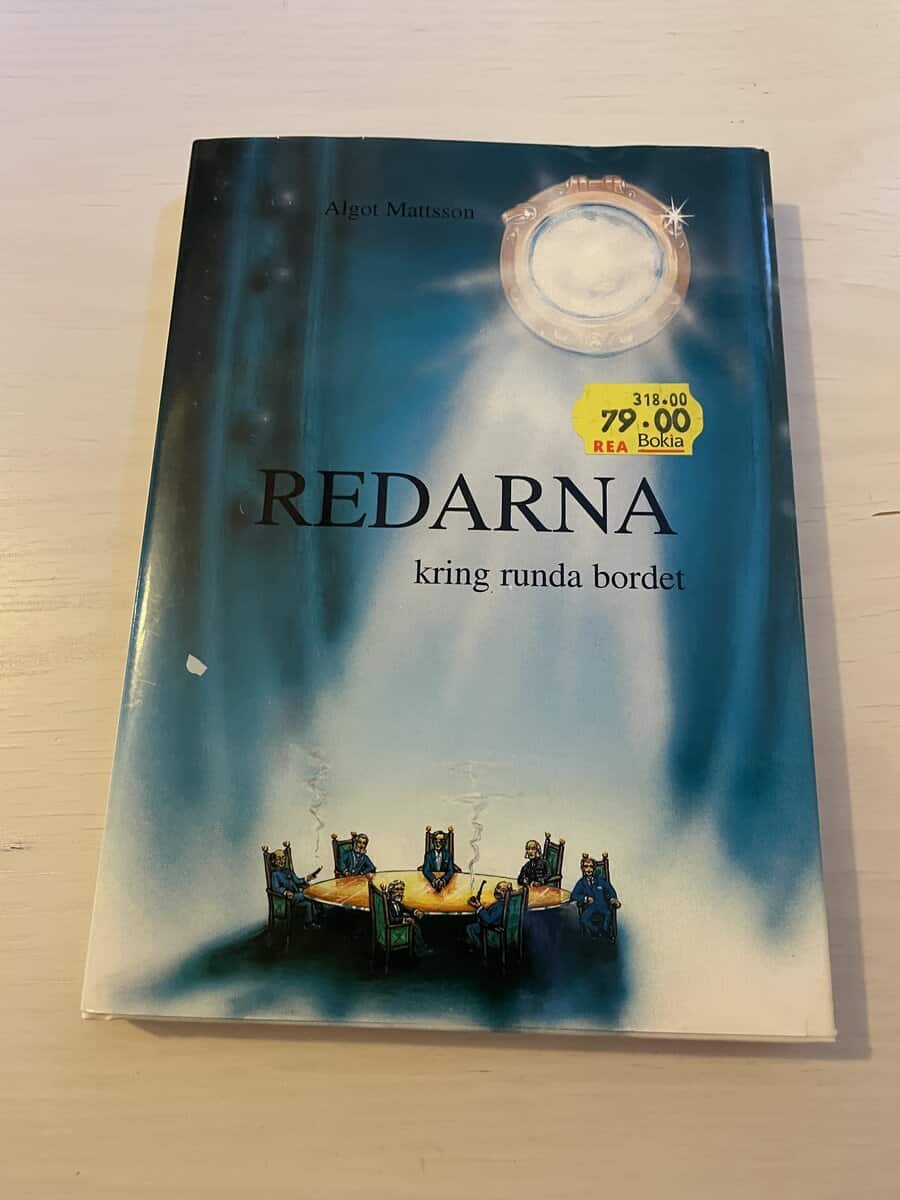 Algot Mattsson
318.00
79.00
REA Bokia
REDARNA
kring runda bordet